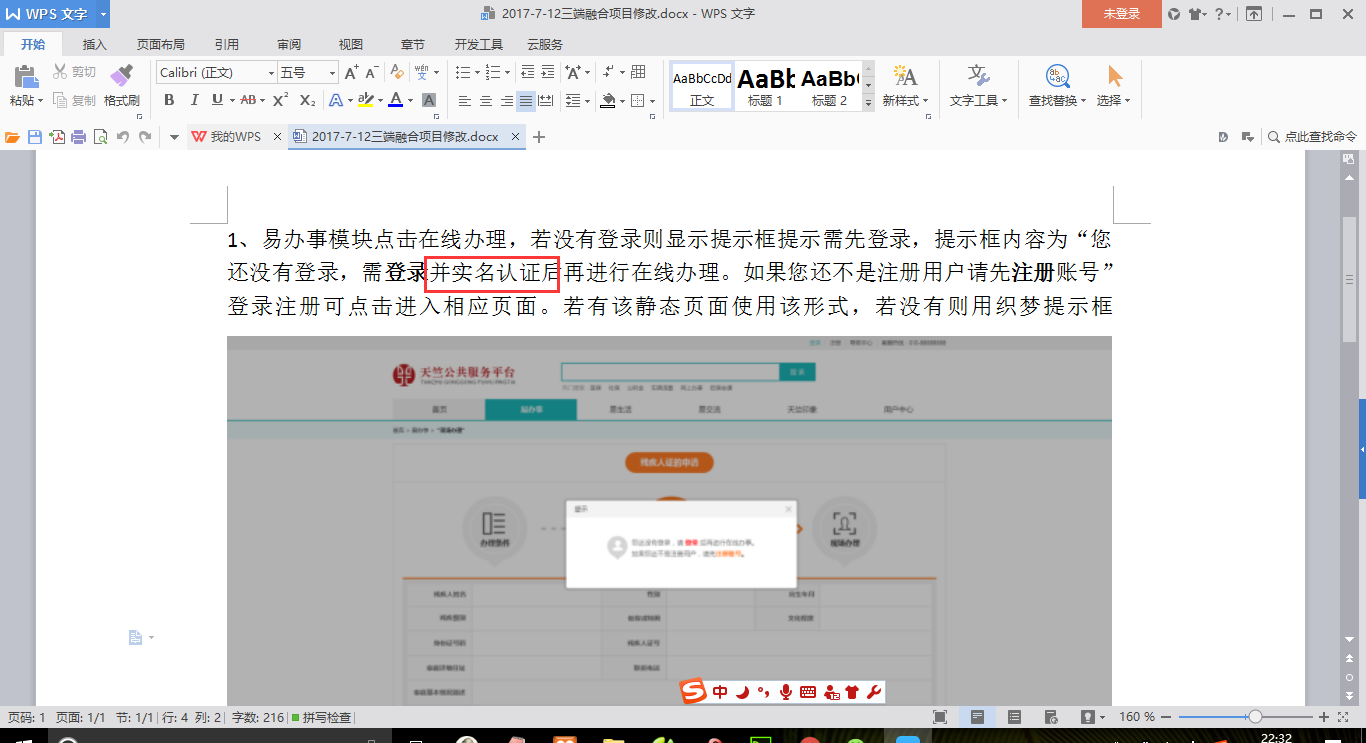 WPS 文字
2017-7-12三端融合项目修改.docx - WPS 文字
未登录
开始 插入 页面布局 引用 审阅 视图 章节 开发工具 云服务
粘贴 剪切 复制 格式刷
Calibri (正文) 五号
AaBbCcDd 正文
AaBb 标题 1
AaBb 标题 2
新样式 文字工具 查找替换 选择
我的WPS 2017-7-12三端融合项目修改.docx
点此查找命令
1、易办事模块点击在线办理，若没有登录则显示提示框提示需先登录，提示框内容为“您
还没有登录，需登录并实名认证后再进行在线办理。如果您还不是注册用户请先注册账号”
登录注册可点击进入相应页面。若有该静态页面使用该形式，若没有则用织梦提示框
天竺公共服务平台
搜索
首页 易办事 惠生活 惠交流 天竺印象 用户中心
首页 > 易办事 > "现场办理"
残疾人证的申请
办理条件
现场办理
提示
您还没有登录，请 登录 后再进行在线办事。
如果您还不是注册用户，请先注册账号。
残疾人姓名 性别 出生年月
文化程度
身份证号码 残疾人证号
联系电话
家庭基本情况描述
中
页码: 1 页面: 1/1 节: 1/1 行: 4 列: 2 字数: 216 拼写检查
160 %
22:32